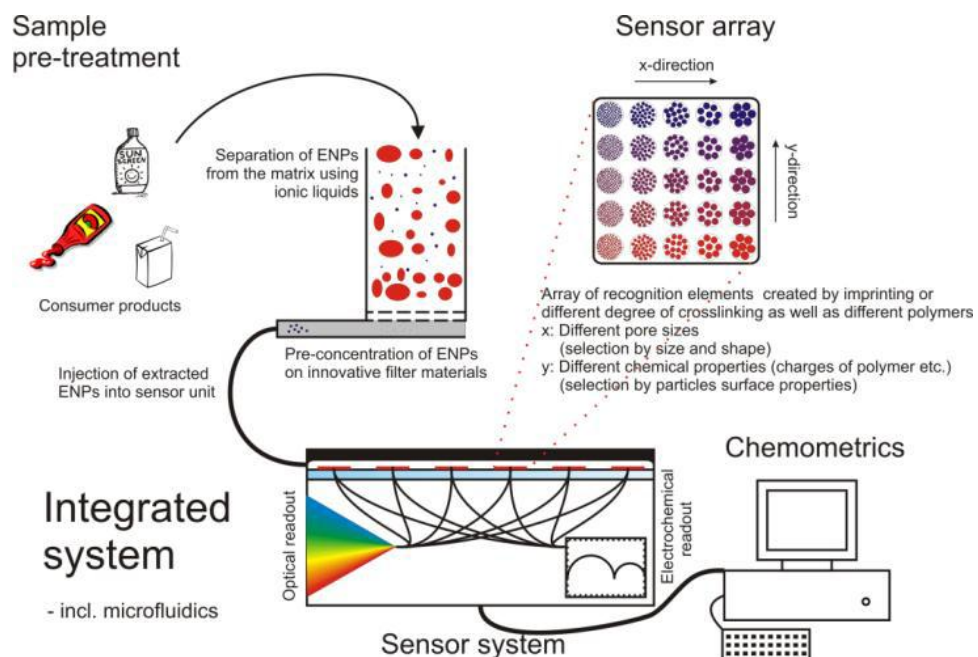 Sample
pre-treatment
Sensor array
x-direction
y-direction
SUN
SCREEN
Separation of ENPs
from the matrix using
ionic liquids
Consumer products
Array of recognition elements created by imprinting or
different degree of crosslinking as well as different polymers
x: Different pore sizes
(selection by size and shape)
y: Different chemical properties (charges of polymer etc.)
(selection by particles surface properties)
Pre-concentration of ENPs
on innovative filter materials
Injection of extracted
ENPs into sensor unit
Chemometrics
Integrated
system
- incl. microfluidics
Optical readout
Electrochemical
readout
Sensor system